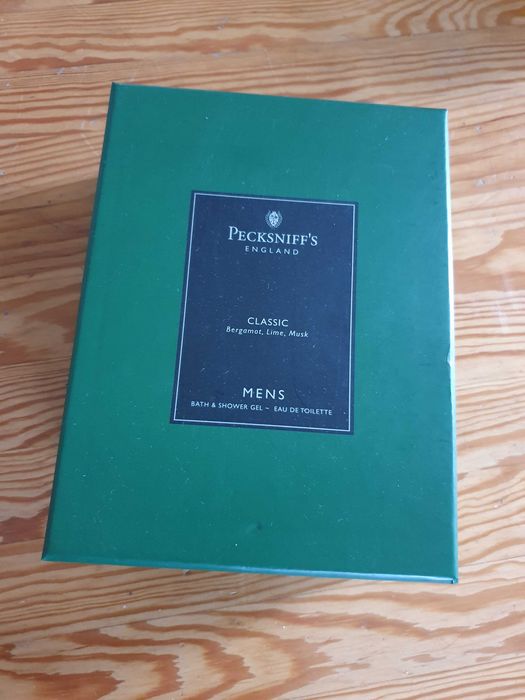 PECKSNIFF'S
ENGLAND
CLASSIC
Bergamot, Lime, Musk
MENS
BATH & SHOWER GEL ~ EAU DE TOILETTE